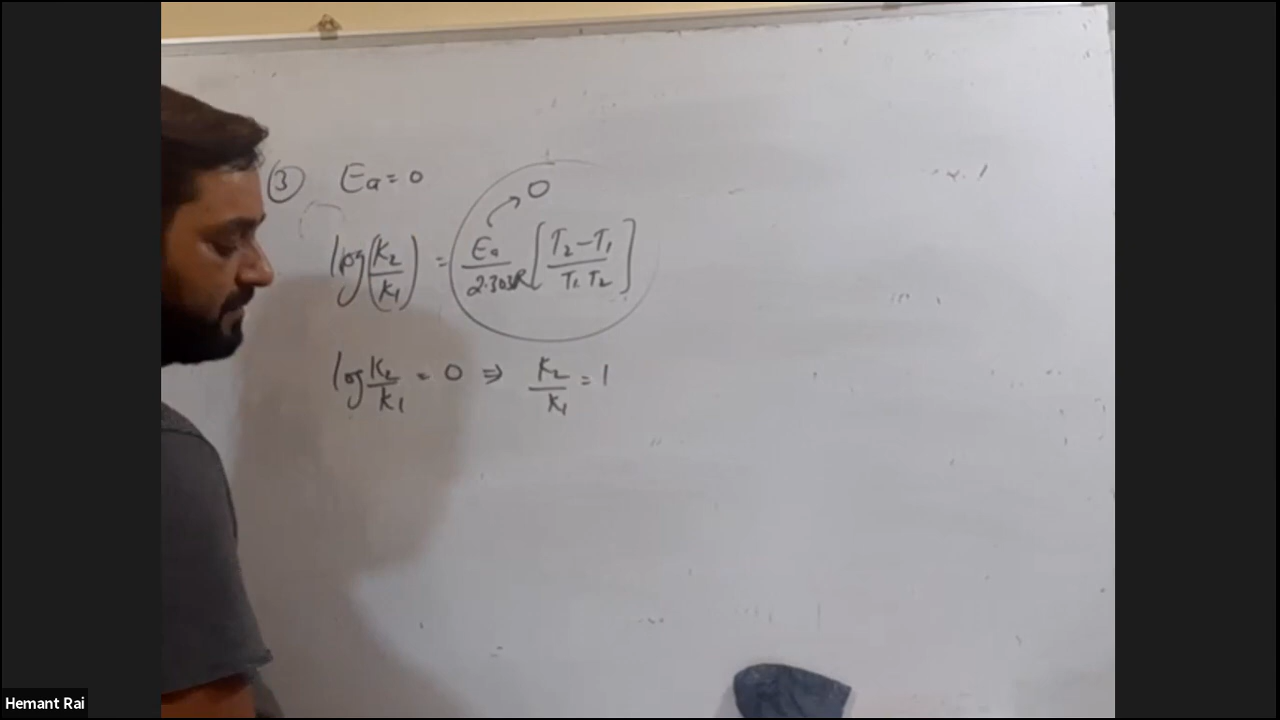 ③ Ea = 0
0
log(K2/K1) = Ea/2.303R [T2-T1/T1 T2]
log K2/K1 = 0 ⇒ K2/K1 = 1
Hemant Rai